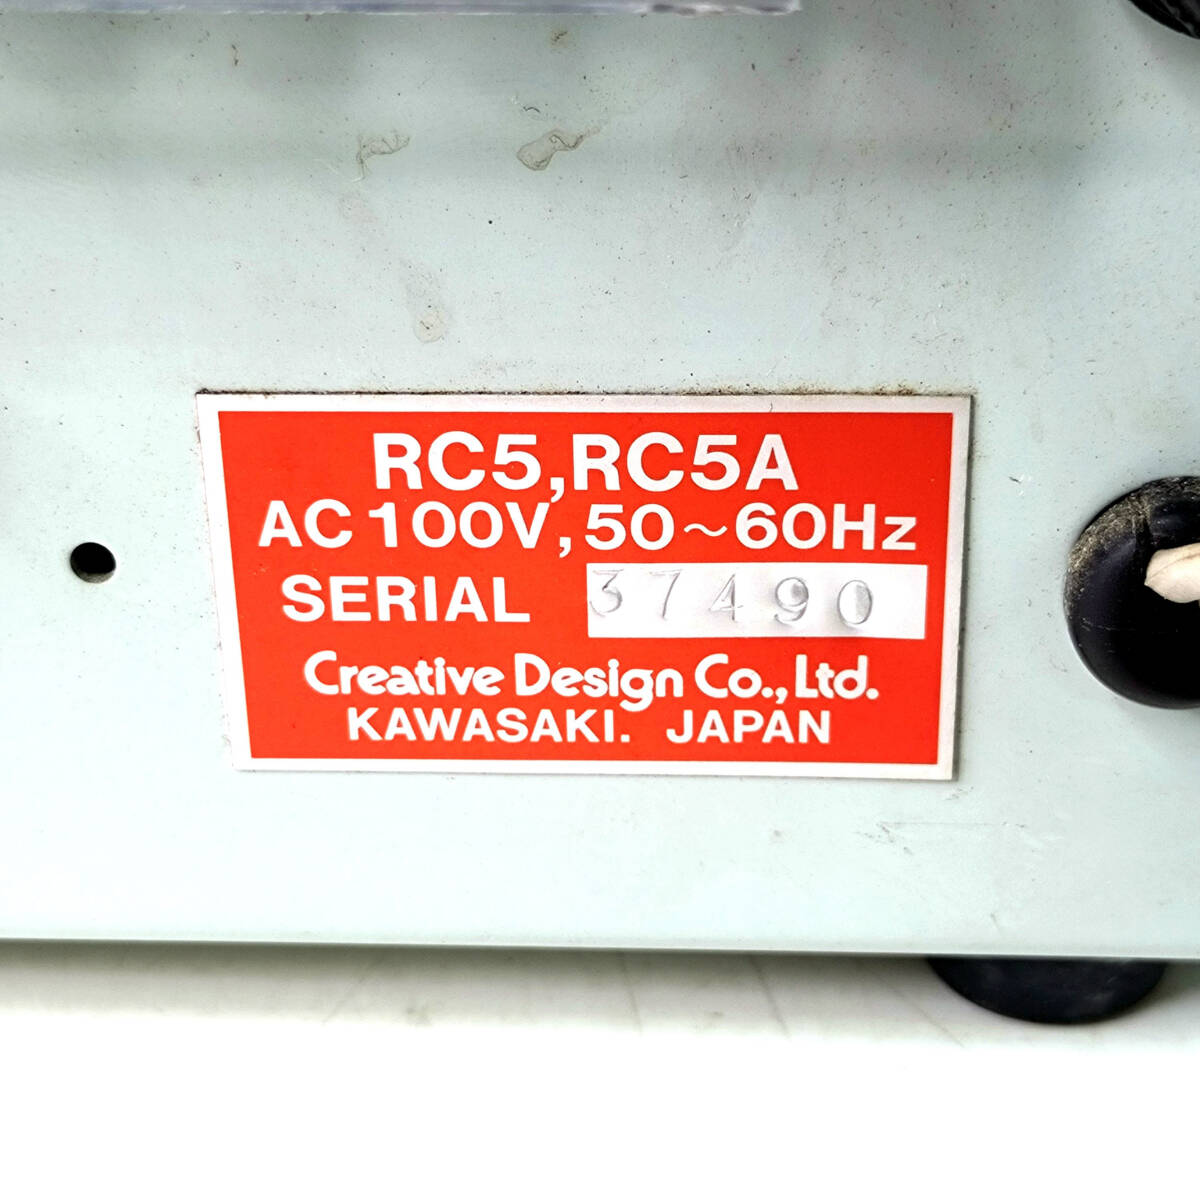 RC5, RC5A
AC 100V, 50~60Hz
SERIAL 37490
Creative Design Co., Ltd.
KAWASAKI. JAPAN